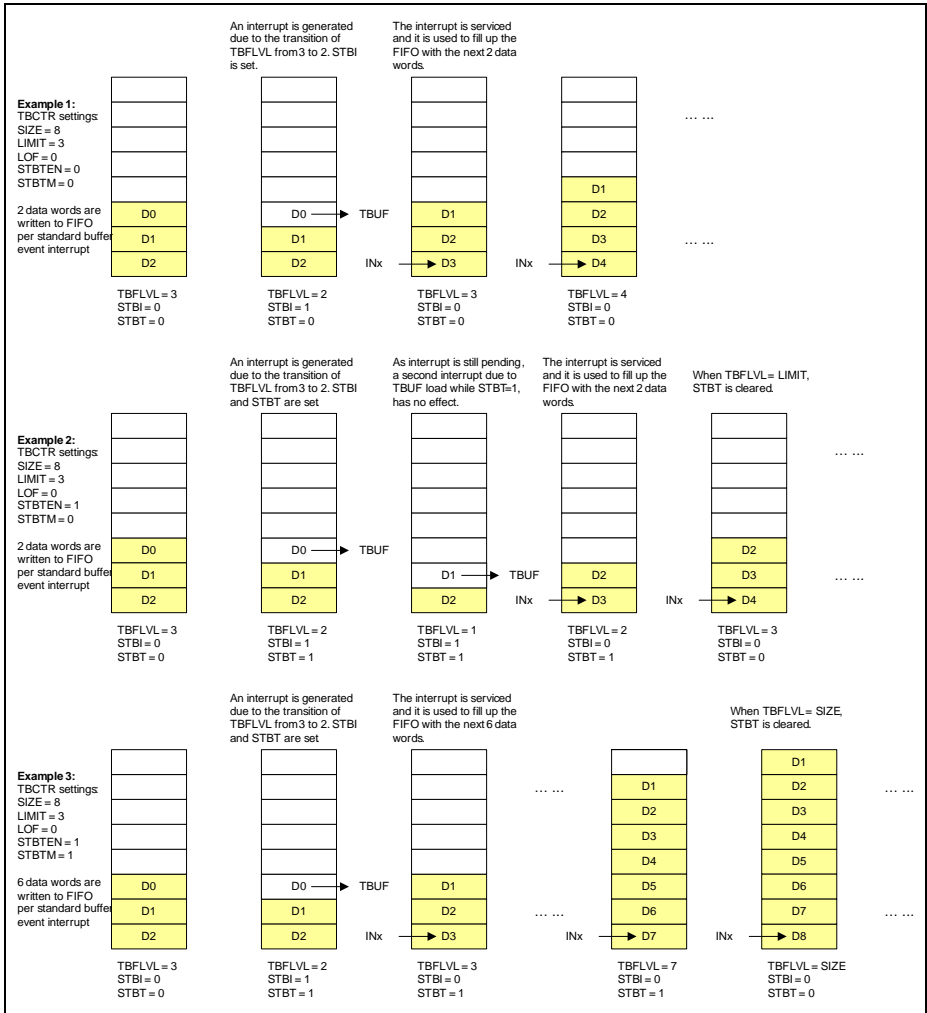 An interrupt is generated
due to the transition of
TBFLVL from 3 to 2. STBI
is set.
The interrupt is serviced
and it is used to fill up the
FIFO with the next 2 data
words.
Example 1:
TBCTR settings:
SIZE = 8
LIMIT = 3
LOF = 0
STBTEN = 0
STBTM = 0
2 data words are
written to FIFO
per standard buffer
event interrupt
D0
D1
D2
TBFLVL = 3
STBI = 0
STBT = 0
D0
TBUF
D1
D2
TBFLVL = 2
STBI = 1
STBT = 0
D1
D2
INx
D3
TBFLVL = 3
STBI = 0
STBT = 0
D1
D2
D3
INx
D4
TBFLVL = 4
STBI = 0
STBT = 0
... ...
... ...
An interrupt is generated
due to the transition of
TBFLVL from 3 to 2. STBI
and STBT are set
As interrupt is still pending,
a second interrupt due to
TBUF load while STBT=1,
has no effect.
The interrupt is serviced
and it is used to fill up the
FIFO with the next 2 data
words.
When TBFLVL= LIMIT,
STBT is cleared.
Example 2:
TBCTR settings:
SIZE = 8
LIMIT = 3
LOF = 0
STBTEN = 1
STBTM = 0
2 data words are
written to FIFO
per standard buffer
event interrupt
D0
D1
D2
TBFLVL = 3
STBI = 0
STBT = 0
D0
TBUF
D1
D2
TBFLVL = 2
STBI = 1
STBT = 1
D1
TBUF
D2
TBFLVL = 1
STBI = 1
STBT = 1
D2
INx
D3
TBFLVL = 2
STBI = 0
STBT = 1
D2
D3
INx
D4
TBFLVL = 3
STBI = 0
STBT = 0
... ...
... ...
An interrupt is generated
due to the transition of
TBFLVL from 3 to 2. STBI
and STBT are set
The interrupt is serviced
and it is used to fill up the
FIFO with the next 6 data
words.
When TBFLVL= SIZE,
STBT is cleared.
Example 3:
TBCTR settings:
SIZE = 8
LIMIT = 3
LOF = 0
STBTEN = 1
STBTM = 1
6 data words are
written to FIFO
per standard buffer
event interrupt
D0
D1
D2
TBFLVL = 3
STBI = 0
STBT = 0
D0
TBUF
D1
D2
TBFLVL = 2
STBI = 1
STBT = 1
D1
D2
INx
D3
TBFLVL = 3
STBI = 0
STBT = 1
... ...
... ...
D1
D2
D3
D4
D5
D6
INx
D7
TBFLVL = 7
STBI = 0
STBT = 1
D1
D2
D3
D4
D5
D6
D7
INx
D8
TBFLVL = SIZE
STBI = 0
STBT = 0
... ...
... ...